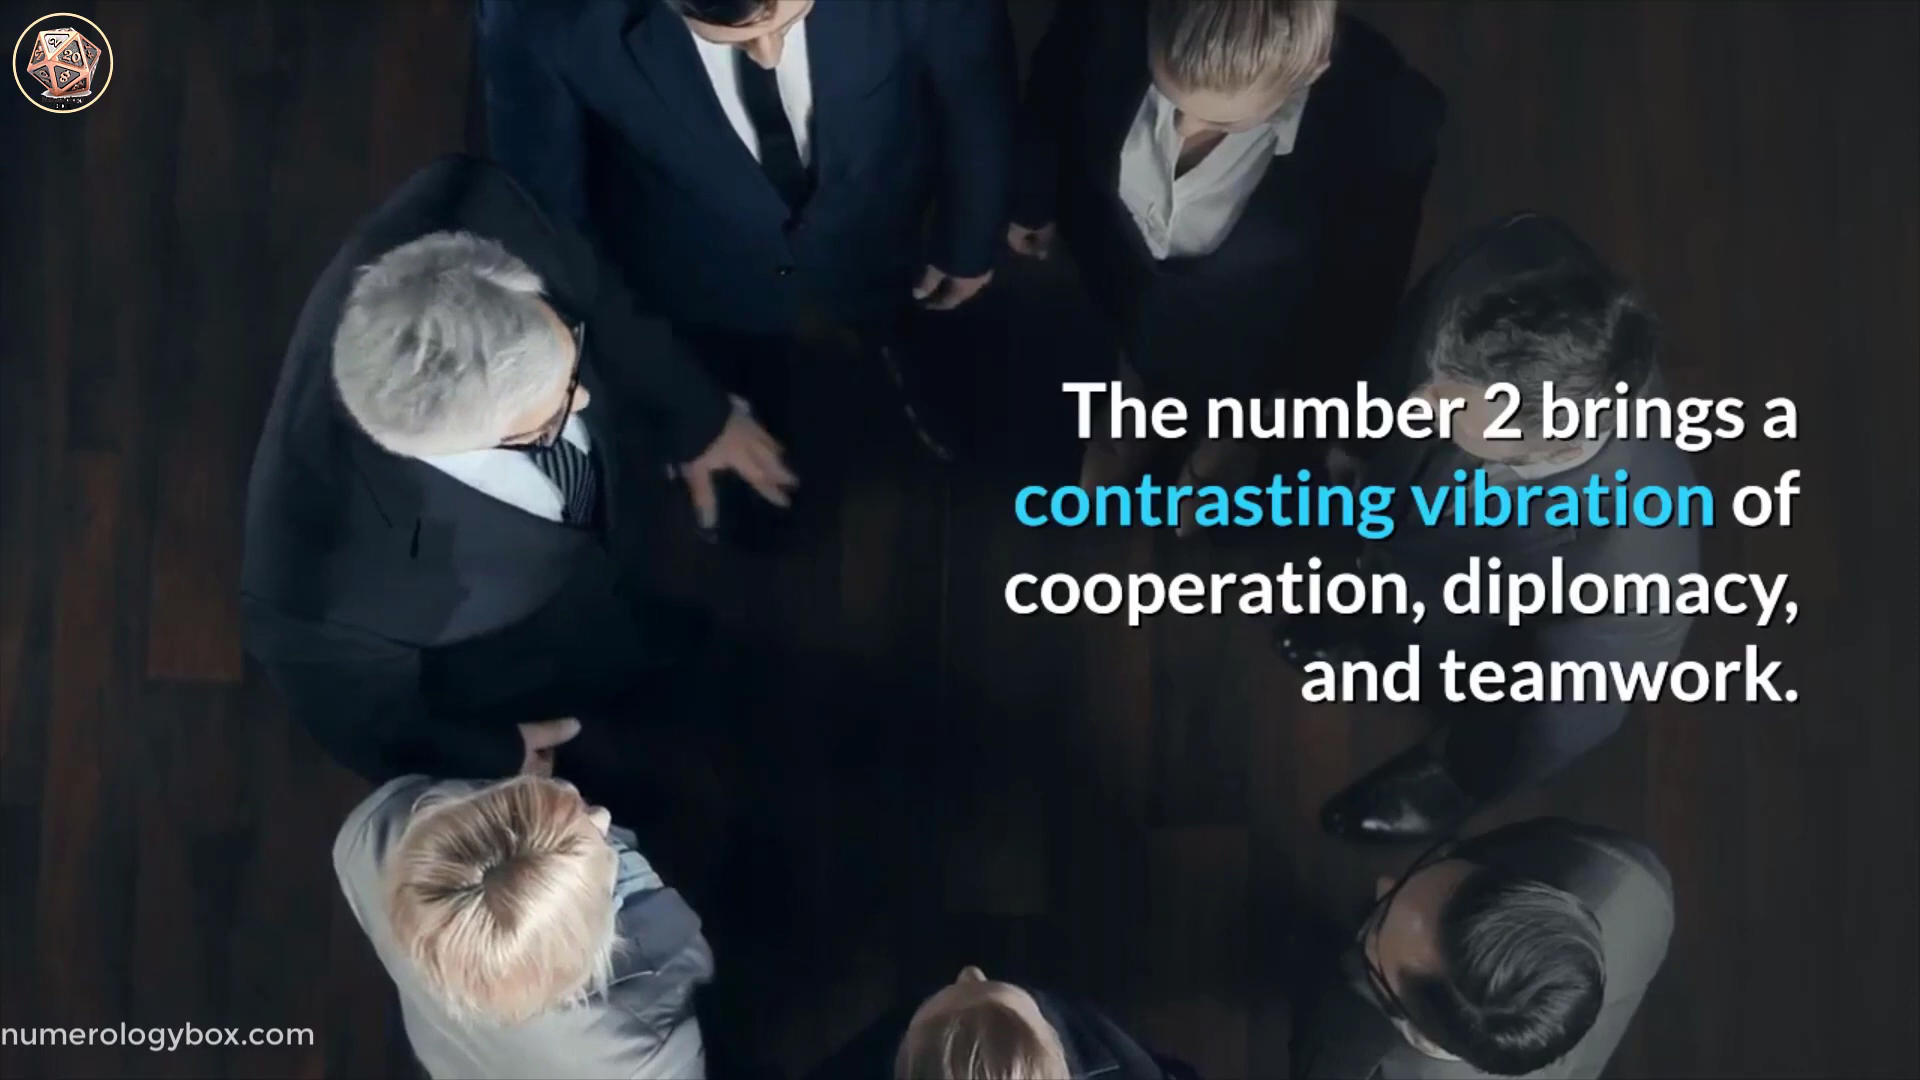 The number 2 brings a
contrasting vibration of
cooperation, diplomacy,
and teamwork.
numerologybox.com